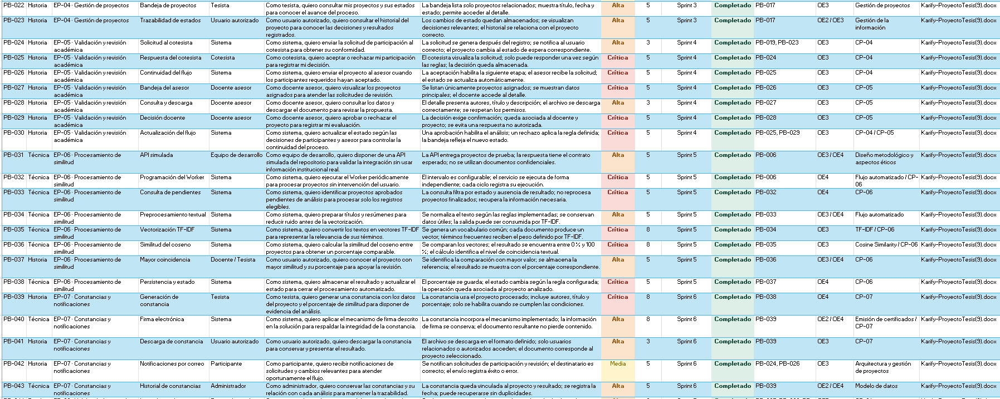 PB-022 Historia EP-04 · Gestión de proyectos Bandeja de proyectos Tesista Como tesista, quiero consultar mis proyectos y sus estados para conocer el avance del proceso. La bandeja lista solo proyectos relacionados; muestra título, fecha y estado; permite acceder al detalle. Alta 5 Sprint 3 Completado PB-017 OE3 Gestión de proyectos Karify-ProyectoTesis(9).docx
PB-023 Historia EP-04 · Gestión de proyectos Trazabilidad de estados Usuario autorizado Como usuario autorizado, quiero consultar el historial del proyecto para conocer las decisiones y resultados registrados. Los cambios de estado quedan almacenados; se visualizan decisiones relevantes; el historial se relaciona con el proyecto correcto. Alta 5 Sprint 3 Completado PB-017 OE2 / OE3 Gestión de la información Karify-ProyectoTesis(9).docx
PB-024 Historia EP-05 · Validación y revisión académica Solicitud al cotesista Sistema Como sistema, quiero enviar la solicitud de participación al cotesista para obtener su conformidad. La solicitud se genera después del registro; se notifica al usuario correcto; el proyecto cambia al estado de espera correspondiente. Alta 3 Sprint 4 Completado PB-019, PB-023 OE3 CP-04 Karify-ProyectoTesis(9).docx
PB-025 Historia EP-05 · Validación y revisión académica Respuesta del cotesista Cotesista Como cotesista, quiero aceptar o rechazar mi participación para registrar mi decisión. El cotesista visualiza la solicitud; solo puede responder una vez según las reglas; la decisión queda almacenada. Crítica 5 Sprint 4 Completado PB-024 OE3 CP-04 Karify-ProyectoTesis(9).docx
PB-026 Historia EP-05 · Validación y revisión académica Continuidad del flujo Sistema Como sistema, quiero enviar el proyecto al asesor cuando los participantes requeridos hayan aceptado. La aceptación habilita la siguiente etapa; el asesor recibe la solicitud; el estado se actualiza automáticamente. Crítica 5 Sprint 4 Completado PB-025 OE3 CP-04 Karify-ProyectoTesis(9).docx
PB-027 Historia EP-05 · Validación y revisión académica Bandeja del asesor Docente asesor Como docente asesor, quiero visualizar los proyectos asignados para atender las solicitudes de revisión. Se listan únicamente proyectos asignados; se muestran datos principales; el docente accede al detalle. Crítica 5 Sprint 4 Completado PB-026 OE3 CP-05 Karify-ProyectoTesis(9).docx
PB-028 Historia EP-05 · Validación y revisión académica Consulta y descarga Docente asesor Como docente asesor, quiero consultar los datos y descargar el documento para revisar la propuesta. El detalle presenta autores, título y descripción; el archivo se descarga correctamente; se respetan los permisos. Alta 3 Sprint 4 Completado PB-027 OE3 CP-05 Karify-ProyectoTesis(9).docx
PB-029 Historia EP-05 · Validación y revisión académica Decisión docente Docente asesor Como docente asesor, quiero aprobar o rechazar el proyecto para registrar mi evaluación. La decisión exige confirmación; queda asociada al docente y proyecto; se evita una respuesta no autorizada. Crítica 5 Sprint 4 Completado PB-028 OE3 CP-05 Karify-ProyectoTesis(9).docx
PB-030 Historia EP-05 · Validación y revisión académica Actualización del flujo Sistema Como sistema, quiero actualizar el estado según las decisiones de participantes y asesor para controlar la continuidad del proceso. Una aprobación habilita el análisis; un rechazo aplica la regla definida; la bandeja refleja el nuevo estado. Crítica 5 Sprint 4 Completado PB-025, PB-029 OE3 CP-04 / CP-05 Karify-ProyectoTesis(9).docx
PB-031 Técnica EP-06 · Procesamiento de similitud API simulada Equipo de desarrollo Como equipo de desarrollo, quiero disponer de una API simulada del repositorio para validar la integración sin usar información institucional real. La API entrega proyectos de prueba; la respuesta tiene el contrato esperado; no se utilizan documentos confidenciales. Alta 5 Sprint 5 Completado PB-006 OE3 / OE4 Diseño metodológico y aspectos éticos Karify-ProyectoTesis(9).docx
PB-032 Técnica EP-06 · Procesamiento de similitud Programación del Worker Sistema Como sistema, quiero ejecutar el Worker periódicamente para procesar proyectos sin intervención del usuario. El intervalo es configurable; el servicio se ejecuta de forma independiente; cada ciclo registra su ejecución. Crítica 5 Sprint 5 Completado PB-006 OE4 Flujo automatizado / CP-06 Karify-ProyectoTesis(9).docx
PB-033 Técnica EP-06 · Procesamiento de similitud Consulta de pendientes Sistema Como sistema, quiero identificar proyectos aprobados pendientes de análisis para procesar solo los registros elegibles. La consulta filtra por estado y ausencia de resultado; no reprocesa proyectos finalizados; recupera la información necesaria. Crítica 5 Sprint 5 Completado PB-032 OE4 CP-06 Karify-ProyectoTesis(9).docx
PB-034 Técnica EP-06 · Procesamiento de similitud Preprocesamiento textual Sistema Como sistema, quiero preparar títulos y resúmenes para reducir ruido antes de la vectorización. Se normaliza el texto según las reglas implementadas; se conservan datos útiles; la salida puede ser consumida por TF-IDF. Alta 5 Sprint 5 Completado PB-033 OE3 / OE4 Flujo automatizado Karify-ProyectoTesis(9).docx
PB-035 Técnica EP-06 · Procesamiento de similitud Vectorización TF-IDF Sistema Como sistema, quiero convertir los textos en vectores TF-IDF para representar la relevancia de sus términos. Se genera un vocabulario común; cada documento produce un vector; términos frecuentes reciben el peso definido por TF-IDF. Crítica 8 Sprint 5 Completado PB-034 OE3 TF-IDF / CP-06 Karify-ProyectoTesis(9).docx
PB-036 Técnica EP-06 · Procesamiento de similitud Similitud del coseno Sistema Como sistema, quiero calcular la similitud del coseno entre proyectos para obtener un porcentaje comparable. Se comparan los vectores; el resultado se encuentra entre 0 % y 100 %; el cálculo identifica el nivel de coincidencia textual. Crítica 8 Sprint 5 Completado PB-035 OE3 Cosine Similarity / CP-06 Karify-ProyectoTesis(9).docx
PB-037 Historia EP-06 · Procesamiento de similitud Mayor coincidencia Docente / Tesista Como usuario autorizado, quiero conocer el proyecto con mayor similitud y su porcentaje para apoyar la revisión. Se identifica la comparación con mayor valor; se almacena la referencia; el resultado se muestra con el porcentaje correspondiente. Alta 5 Sprint 5 Completado PB-036 OE3 / OE4 CP-06 Karify-ProyectoTesis(9).docx
PB-038 Técnica EP-06 · Procesamiento de similitud Persistencia y estado Sistema Como sistema, quiero almacenar el resultado y actualizar el estado para cerrar el procesamiento automatizado. El porcentaje se guarda; el estado cambia según la regla configurada; la operación queda asociada al proyecto analizado. Crítica 5 Sprint 5 Completado PB-037 OE4 CP-06 Karify-ProyectoTesis(9).docx
PB-039 Historia EP-07 · Constancias y notificaciones Generación de constancia Tesista Como tesista, quiero generar una constancia con los datos del proyecto y el porcentaje de similitud para disponer de evidencia del análisis. La constancia usa el proyecto procesado; incluye autores, título y porcentaje; solo se habilita cuando se cumplen las condiciones. Crítica 8 Sprint 6 Completado PB-038 OE4 CP-07 Karify-ProyectoTesis(9).docx
PB-040 Técnica EP-07 · Constancias y notificaciones Firma electrónica Sistema Como sistema, quiero aplicar el mecanismo de firma descrito en la solución para respaldar la integridad de la constancia. La constancia incorpora el mecanismo implementado; la información de firma se conserva; el documento resultante no pierde contenido. Alta 8 Sprint 6 Completado PB-039 OE2 / OE4 Emisión de certificados / CP-07 Karify-ProyectoTesis(9).docx
PB-041 Historia EP-07 · Constancias y notificaciones Descarga de constancia Usuario autorizado Como usuario autorizado, quiero descargar la constancia para conservar y presentar el resultado. El archivo se descarga en el formato definido; solo usuarios relacionados o autorizados acceden; el documento corresponde al proyecto seleccionado. Alta 3 Sprint 6 Completado PB-039 OE3 CP-07 Karify-ProyectoTesis(9).docx
PB-042 Historia EP-07 · Constancias y notificaciones Notificaciones por correo Participante Como participante, quiero recibir notificaciones de solicitudes y cambios relevantes para atender oportunamente el flujo. Se notifican solicitudes de participación y revisión; el destinatario es correcto; el envío registra éxito o error. Media 5 Sprint 6 Completado PB-024, PB-026 OE3 Arquitectura y gestión de proyectos Karify-ProyectoTesis(9).docx
PB-043 Técnica EP-07 · Constancias y notificaciones Historial de constancias Administrador Como administrador, quiero conservar las constancias y su relación con cada análisis para mantener la trazabilidad. La constancia queda vinculada al proyecto y resultado; se registra la fecha; puede recuperarse sin duplicidades. Alta 5 Sprint 6 Completado PB-039 OE2 / OE4 Modelo de datos Karify-ProyectoTesis(9).docx